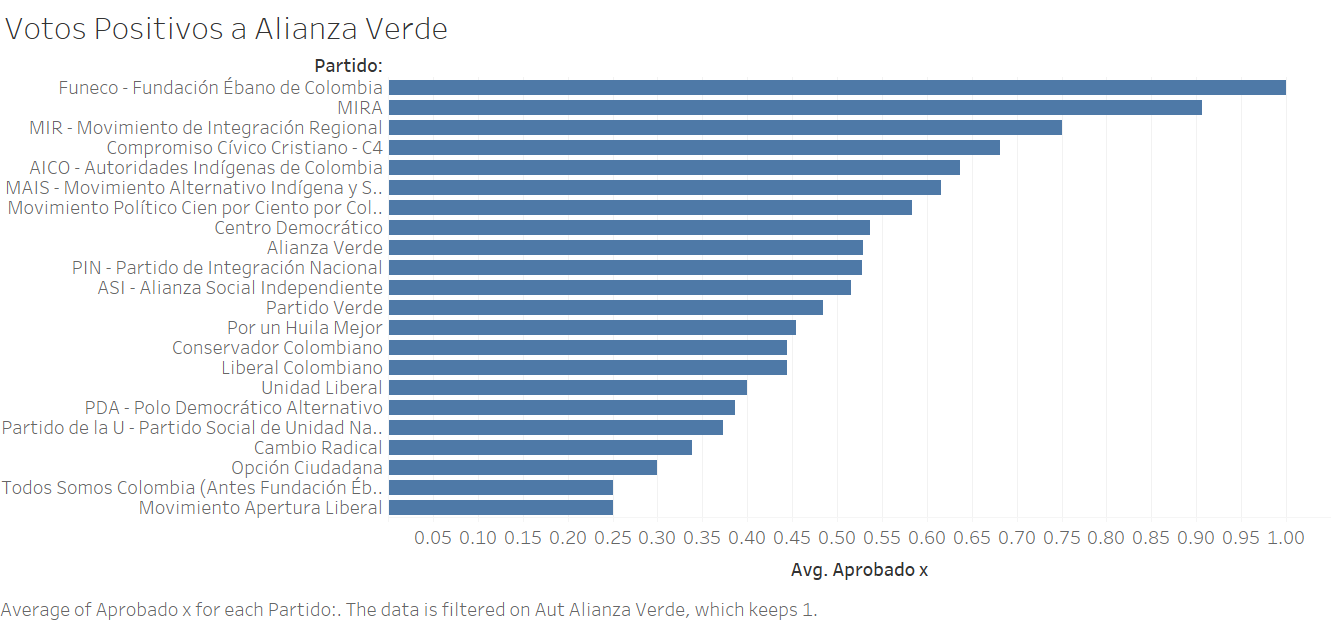 Votos Positivos a Alianza Verde
Partido:
Funeco - Fundación Ébano de Colombia
MIRA
MIR - Movimiento de Integración Regional
Compromiso Cívico Cristiano - C4
AICO - Autoridades Indígenas de Colombia
MAIS - Movimiento Alternativo Indígena y S..
Movimiento Político Cien por Ciento por Col..
Centro Democrático
Alianza Verde
PIN - Partido de Integración Nacional
ASI - Alianza Social Independiente
Partido Verde
Por un Huila Mejor
Conservador Colombiano
Liberal Colombiano
Unidad Liberal
PDA - Polo Democrático Alternativo
Partido de la U - Partido Social de Unidad Na..
Cambio Radical
Opción Ciudadana
Todos Somos Colombia (Antes Fundación Éb..
Movimiento Apertura Liberal
0.05 0.10 0.15 0.20 0.25 0.30 0.35 0.40 0.45 0.50 0.55 0.60 0.65 0.70 0.75 0.80 0.85 0.90 0.95 1.00
Avg. Aprobado x
Average of Aprobado x for each Partido:. The data is filtered on Aut Alianza Verde, which keeps 1.